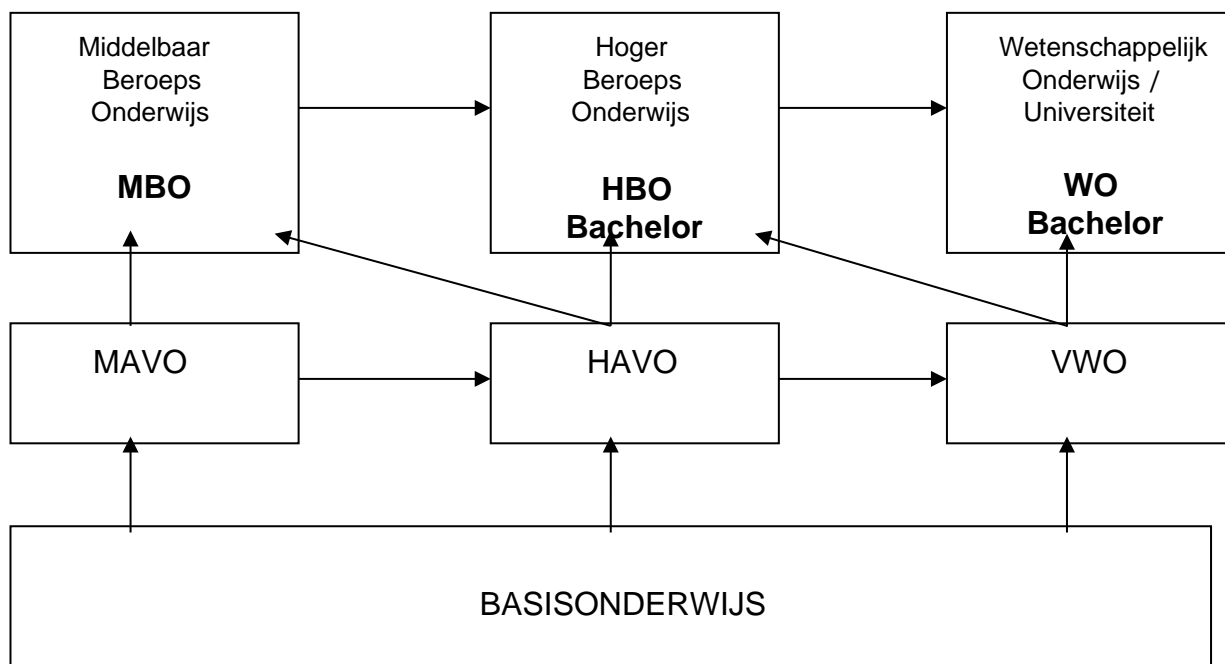 Middelbaar
Beroeps
Onderwijs
MBO
Hoger
Beroeps
Onderwijs
HBO
Bachelor
Wetenschappelijk
Onderwijs /
Universiteit
WO
Bachelor
MAVO
HAVO
VWO
BASISONDERWIJS